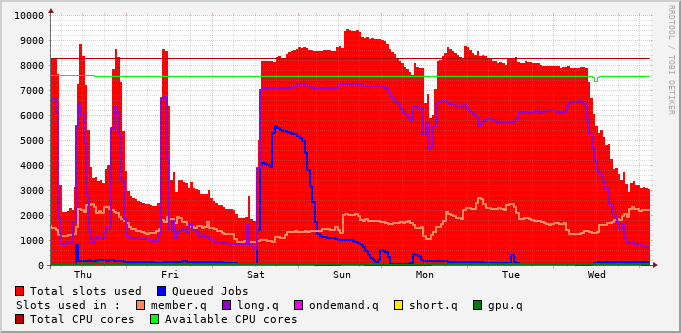 10000
9000
8000
7000
6000
5000
4000
3000
2000
1000
0
Thu Fri Sat Sun Mon Tue Wed
RRDTOOL / TOBI OETIKER
Total slots used Queued Jobs
Slots used in : member.q long.q ondemand.q short.q gpu.q
Total CPU cores Available CPU cores